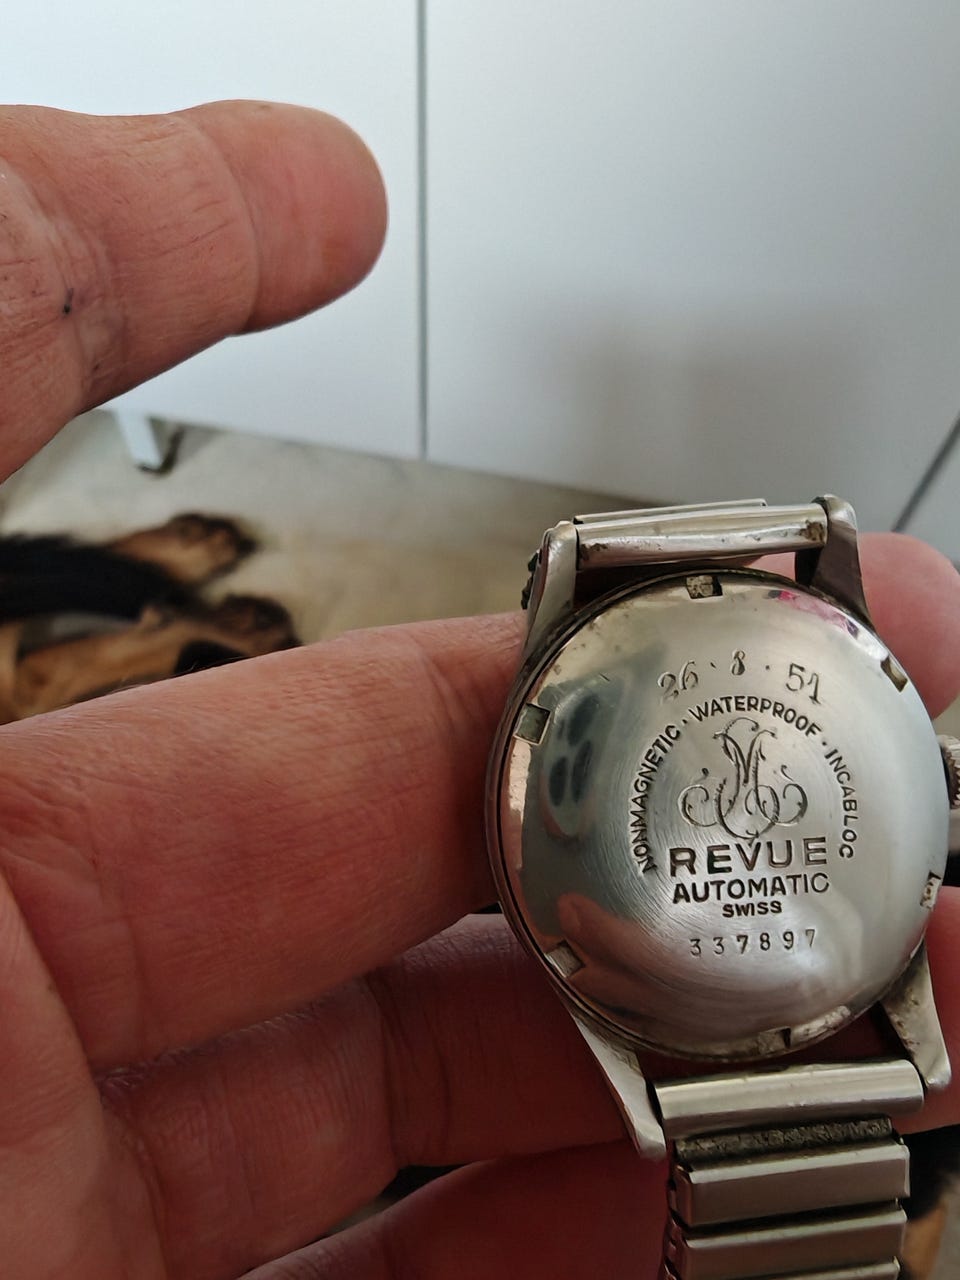 26 · 8 · 51
NONMAGNETIC · WATERPROOF · INCABLOC
REVUE
AUTOMATIC
SWISS
337897